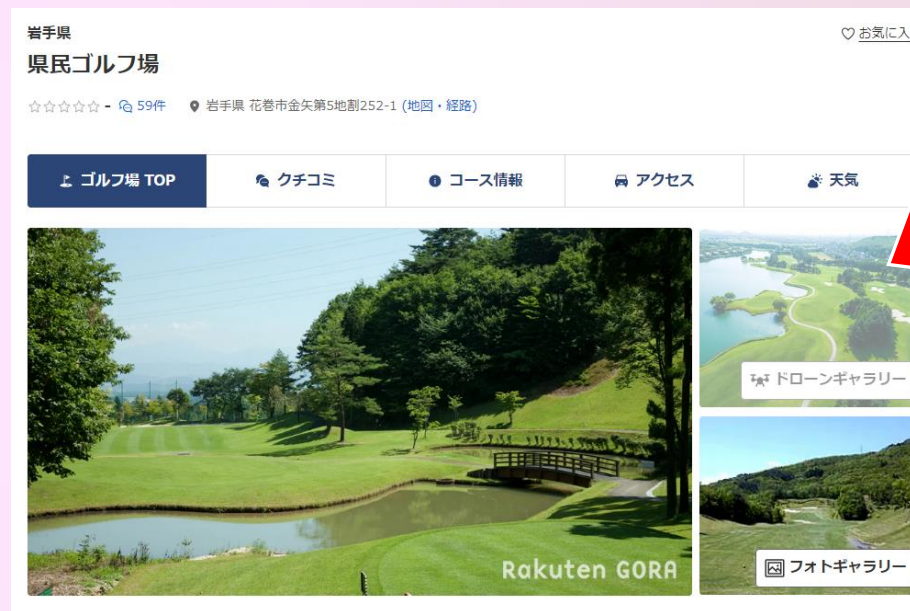 岩手県
♡ お気に入
県民ゴルフ場
☆☆☆☆☆ - 59件 岩手県 花巻市金矢第5地割252-1 (地図・経路)
ゴルフ場 TOP クチコミ コース情報 アクセス 天気
ドローンギャラリー
Rakuten GORA
フォトギャラリー